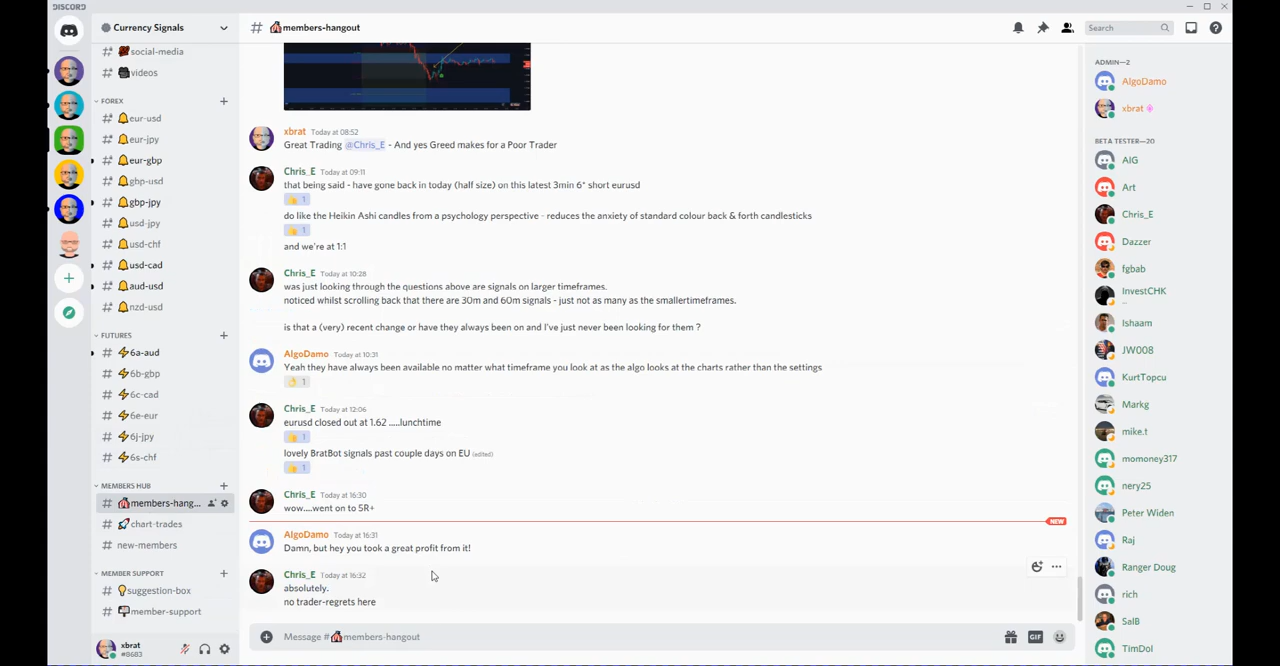 DISCORD
Currency Signals
social-media
videos
FOREX
eur-usd
eur-jpy
eur-gbp
gbp-usd
gbp-jpy
usd-jpy
usd-chf
usd-cad
aud-usd
nzd-usd
FUTURES
6a-aud
6b-gbp
6c-cad
6e-eur
6j-jpy
6s-chf
MEMBERS HUB
members-hang...
chart-trades
new-members
MEMBER SUPPORT
suggestion-box
member-support
xbrat
#8683
# members-hangout
Search
xbrat Today at 08:52
Great Trading @Chris_E - And yes Greed makes for a Poor Trader
Chris_E Today at 09:11
that being said - have gone back in today (half size) on this latest 3min 6* short eurusd
1
do like the Heikin Ashi candles from a psychology perspective - reduces the anxiety of standard colour back & forth candlesticks
1
and we're at 1:1
Chris_E Today at 10:28
was just looking through the questions above are signals on larger timeframes.
noticed whilst scrolling back that there are 30m and 60m signals - just not as many as the smallertimeframes.
is that a (very) recent change or have they always been on and I've just never been looking for them ?
AlgoDamo Today at 10:31
Yeah they have always been available no matter what timeframe you look at as the algo looks at the charts rather than the settings
1
Chris_E Today at 12:06
eurusd closed out at 1.62 .....lunchtime
1
lovely BratBot signals past couple days on EU (edited)
1
Chris_E Today at 16:30
wow....went on to 5R+
NEW
AlgoDamo Today at 16:31
Damn, but hey you took a great profit from it!
Chris_E Today at 16:32
absolutely.
no trader-regrets here
Message # members-hangout
GIF
ADMIN—2
AlgoDamo
xbrat
BETA TESTER—20
AIG
Art
Chris_E
Dazzer
fgbab
InvestCHK
..
Ishaam
JW008
KurtTopcu
Markg
mike.t
momoney317
nery25
Peter Widen
Raj
Ranger Doug
rich
SalB
TimDol